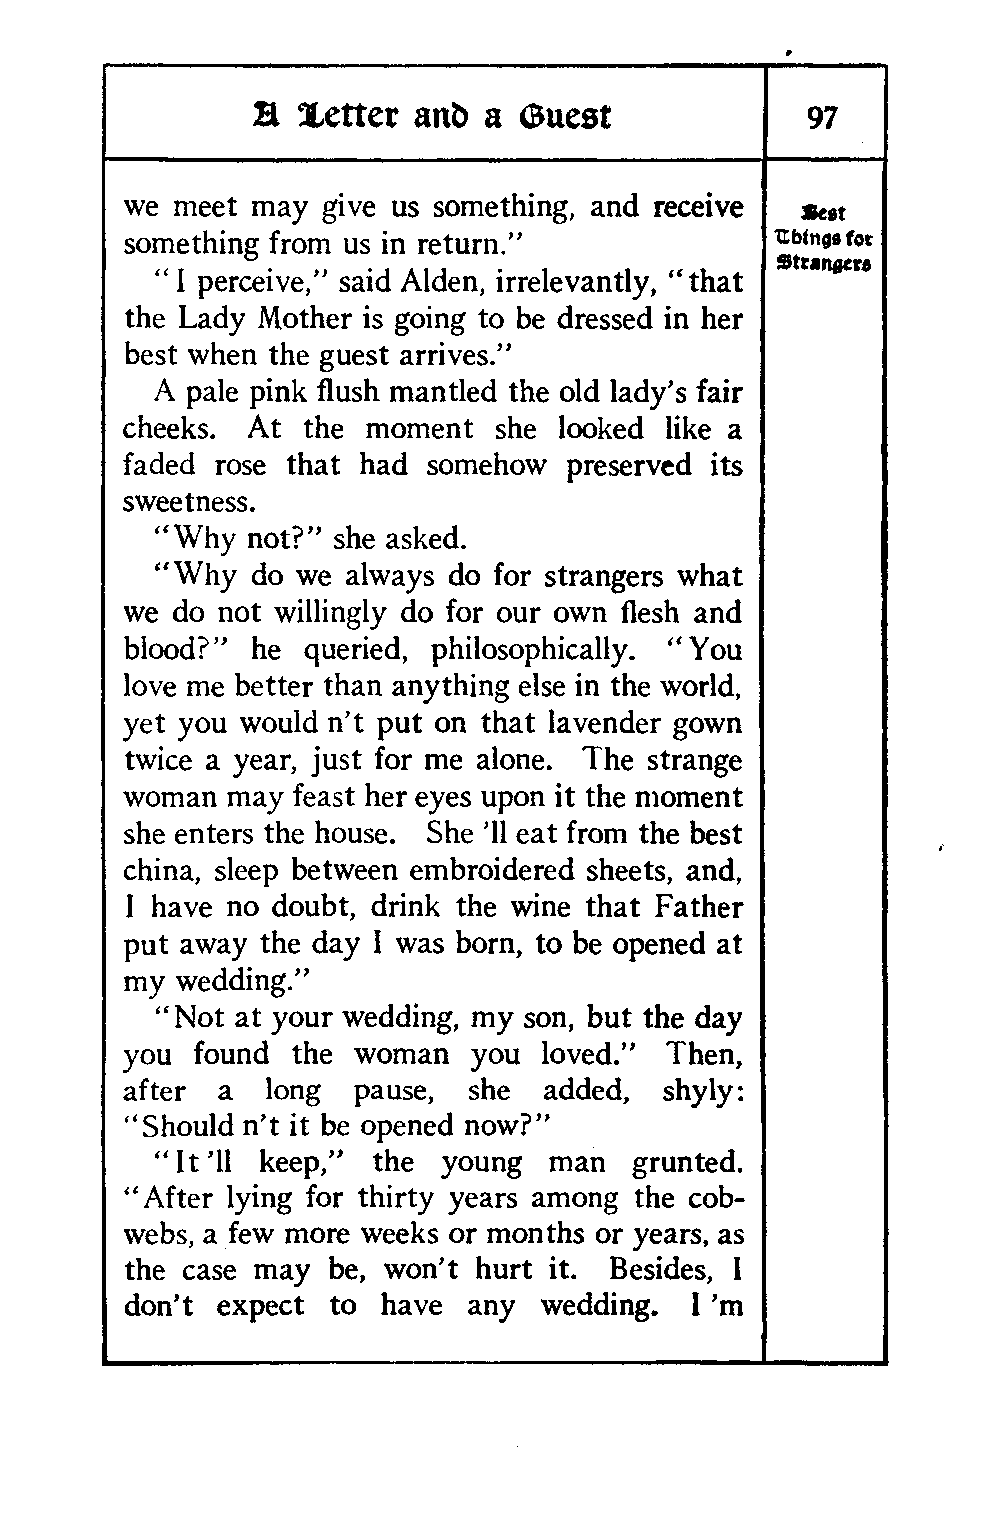 A Letter and a Guest
97
we meet may give us something, and receive
something from us in return."
"I perceive," said Alden, irrelevantly, "that
the Lady Mother is going to be dressed in her
best when the guest arrives."
A pale pink flush mantled the old lady's fair
cheeks. At the moment she looked like a
faded rose that had somehow preserved its
sweetness.
"Why not?" she asked.
"Why do we always do for strangers what
we do not willingly do for our own flesh and
blood?" he queried, philosophically. "You
love me better than anything else in the world,
yet you would n't put on that lavender gown
twice a year, just for me alone. The strange
woman may feast her eyes upon it the moment
she enters the house. She 'll eat from the best
china, sleep between embroidered sheets, and,
I have no doubt, drink the wine that Father
put away the day I was born, to be opened at
my wedding."
"Not at your wedding, my son, but the day
you found the woman you loved." Then,
after a long pause, she added, shyly:
"Should n't it be opened now?"
"It 'll keep," the young man grunted.
"After lying for thirty years among the cob-
webs, a few more weeks or months or years, as
the case may be, won't hurt it. Besides, I
don't expect to have any wedding. I 'm
Best
Things for
Strangers